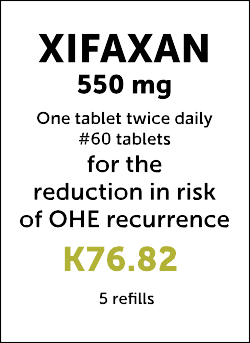 XIFAXAN
550 mg
One tablet twice daily
#60 tablets
for the
reduction in risk
of OHE recurrence
K76.82
5 refills